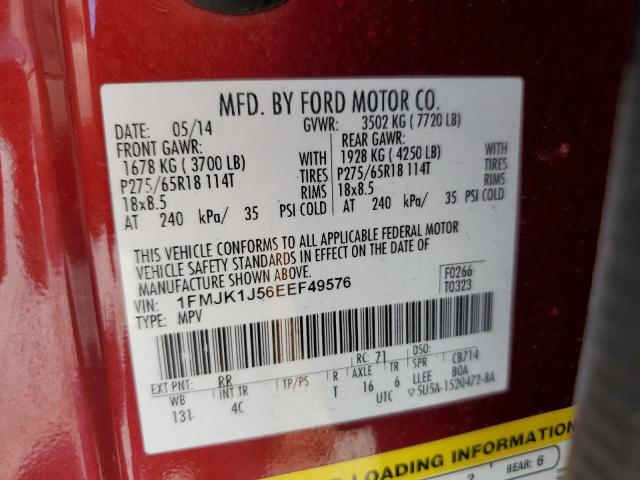 MFD. BY FORD MOTOR CO.
DATE: 05/14 GVWR: 3502 KG (7720 LB)
FRONT GAWR: REAR GAWR:
1678 KG (3700 LB) WITH 1928 KG (4250 LB) WITH
P275/65R18 114T TIRES P275/65R18 114T TIRES
18x8.5 RIMS 18x8.5 RIMS
AT 240 kPa/ 35 PSI COLD AT 240 kPa/ 35 PSI COLD
THIS VEHICLE CONFORMS TO ALL APPLICABLE FEDERAL MOTOR
VEHICLE SAFETY STANDARDS IN EFFECT ON THE DATE OF
MANUFACTURE SHOWN ABOVE.
VIN: 1FMJK1J56EEF49576 F0266
TYPE: MPV T0323
EXT PNT: RR RC: 71 DSO:
WB INT TR TP/PS R AXLE TR SPR CB714
131 4C T 16 6 LLEE B0A
UTC 5U5A-1520472-BA
LOADING INFORMATION
2 REAR: 6